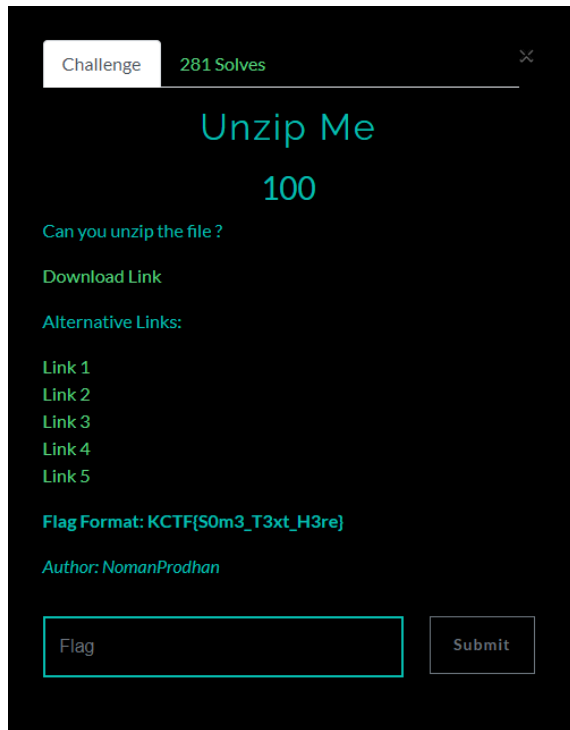 Challenge 281 Solves
Unzip Me
100
Can you unzip the file ?
Download Link
Alternative Links:
Link 1
Link 2
Link 3
Link 4
Link 5
Flag Format: KCTF{S0m3_T3xt_H3re}
Author: NomanProdhan
Flag Submit